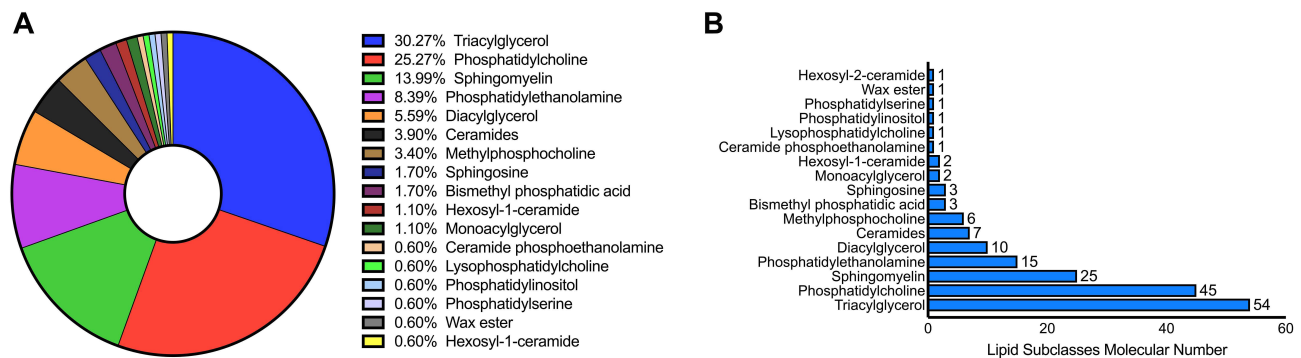 A
30.27% Triacylglycerol
25.27% Phosphatidylcholine
13.99% Sphingomyelin
8.39% Phosphatidylethanolamine
5.59% Diacylglycerol
3.90% Ceramides
3.40% Methylphosphocholine
1.70% Sphingosine
1.70% Bismethyl phosphatidic acid
1.10% Hexosyl-1-ceramide
1.10% Monoacylglycerol
0.60% Ceramide phosphoethanolamine
0.60% Lysophosphatidylcholine
0.60% Phosphatidylinositol
0.60% Phosphatidylserine
0.60% Wax ester
0.60% Hexosyl-1-ceramide
B
Hexosyl-2-ceramide 1
Wax ester 1
Phosphatidylserine 1
Phosphatidylinositol 1
Lysophosphatidylcholine 1
Ceramide phosphoetanolamine 1
Hexosyl-1-ceramide 2
Monoacylglycerol 2
Sphingosine 3
Bismethyl phosphatidic acid 3
Methylphosphocholine 6
Ceramides 7
Diacylglycerol 10
Phosphatidylethanolamine 15
Sphingomyelin 25
Phosphatidylcholine 45
Triacylglycerol 54
0 20 40 60
Lipid Subclasses Molecular Number